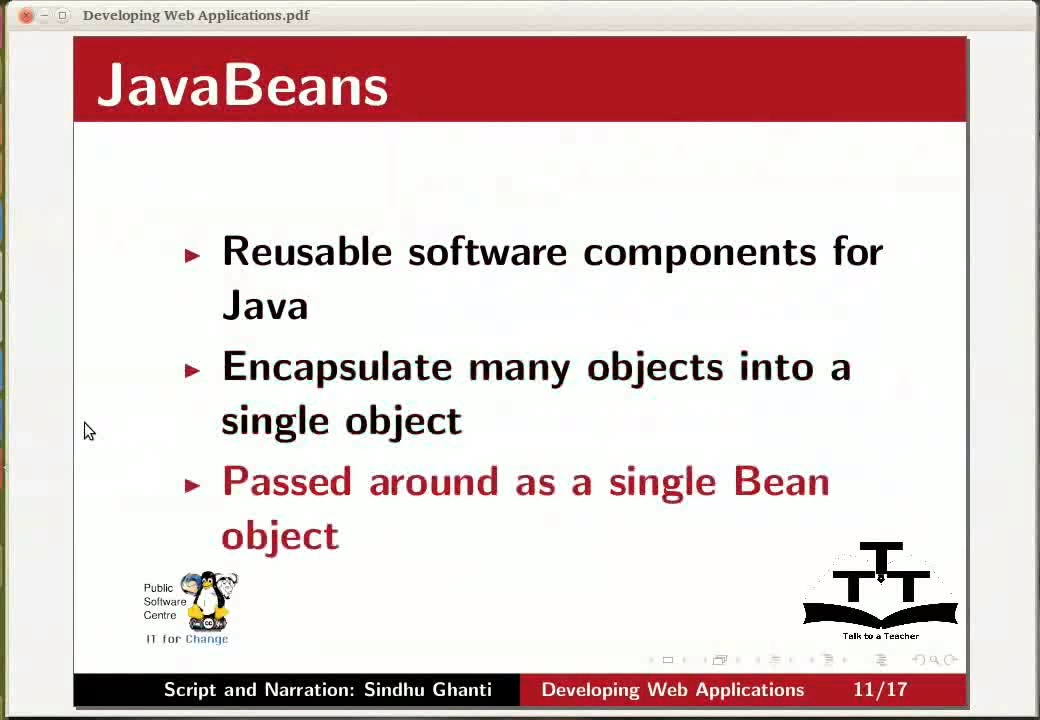 Developing Web Applications.pdf
JavaBeans
Reusable software components for
Java
Encapsulate many objects into a
single object
Passed around as a single Bean
object
Public
Software
Centre
IT for Change
Talk to a Teacher
Script and Narration: Sindhu Ghanti
Developing Web Applications
11/17